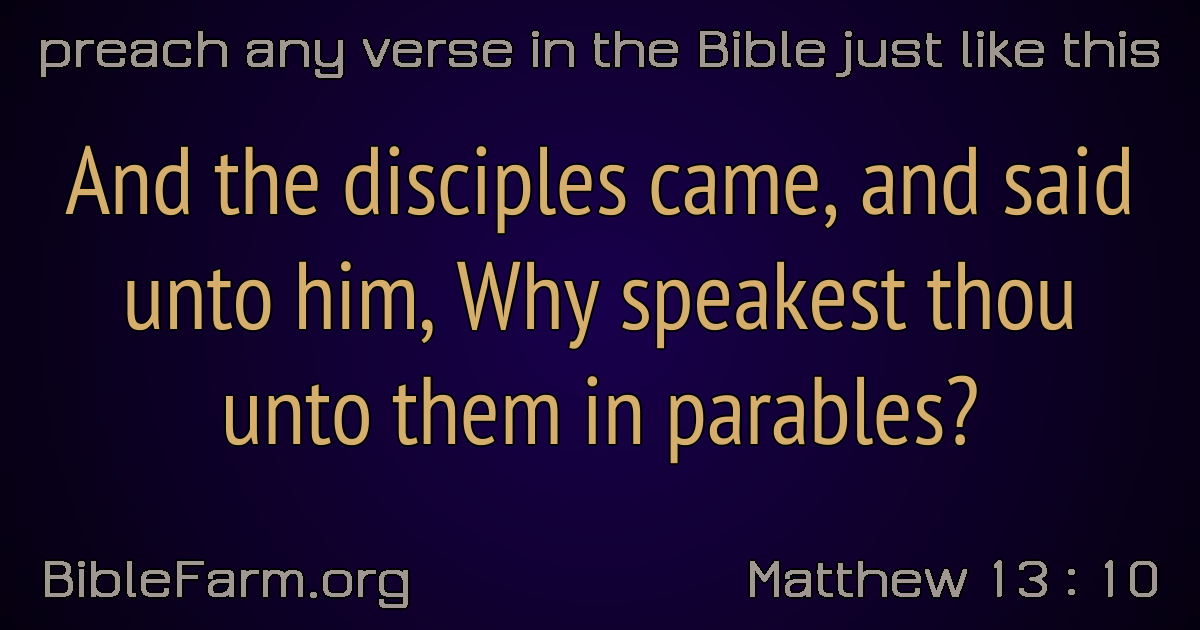 preach any verse in the Bible just like this
And the disciples came, and said
unto him, Why speakest thou
unto them in parables?
BibleFarm.org
Matthew 13 : 10